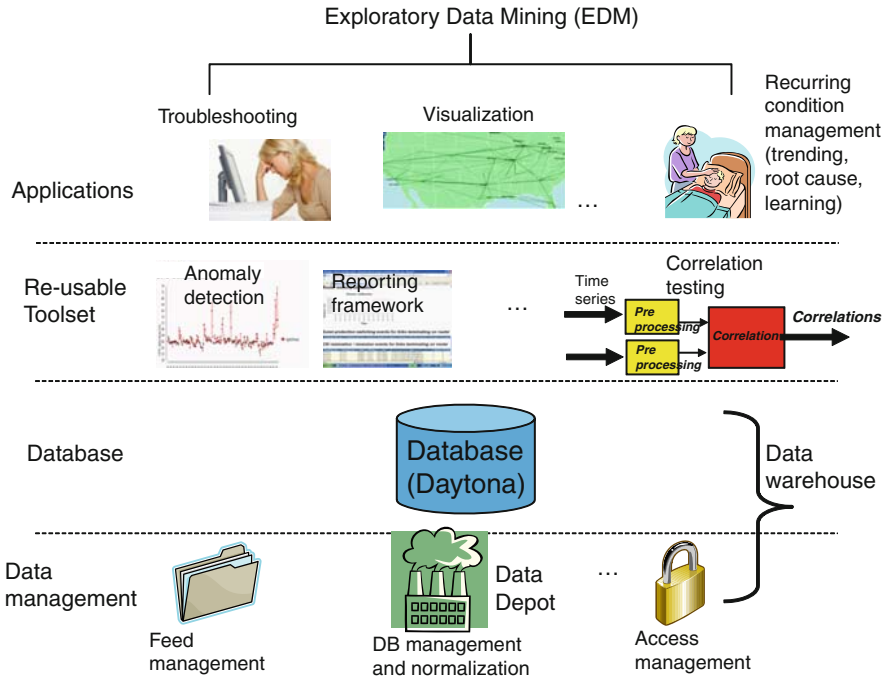 Exploratory Data Mining (EDM)
Troubleshooting
Visualization
Recurring
condition
management
(trending,
root cause,
learning)
Applications
...
Re-usable
Toolset
Anomaly
detection
Reporting
framework
...
Time
series
Correlation
testing
Pre
processing
Pre
processing
Correlation
Correlations
Database
Database
(Daytona)
Data
warehouse
Data
management
Feed
management
Data
Depot
DB management
and normalization
...
Access
management